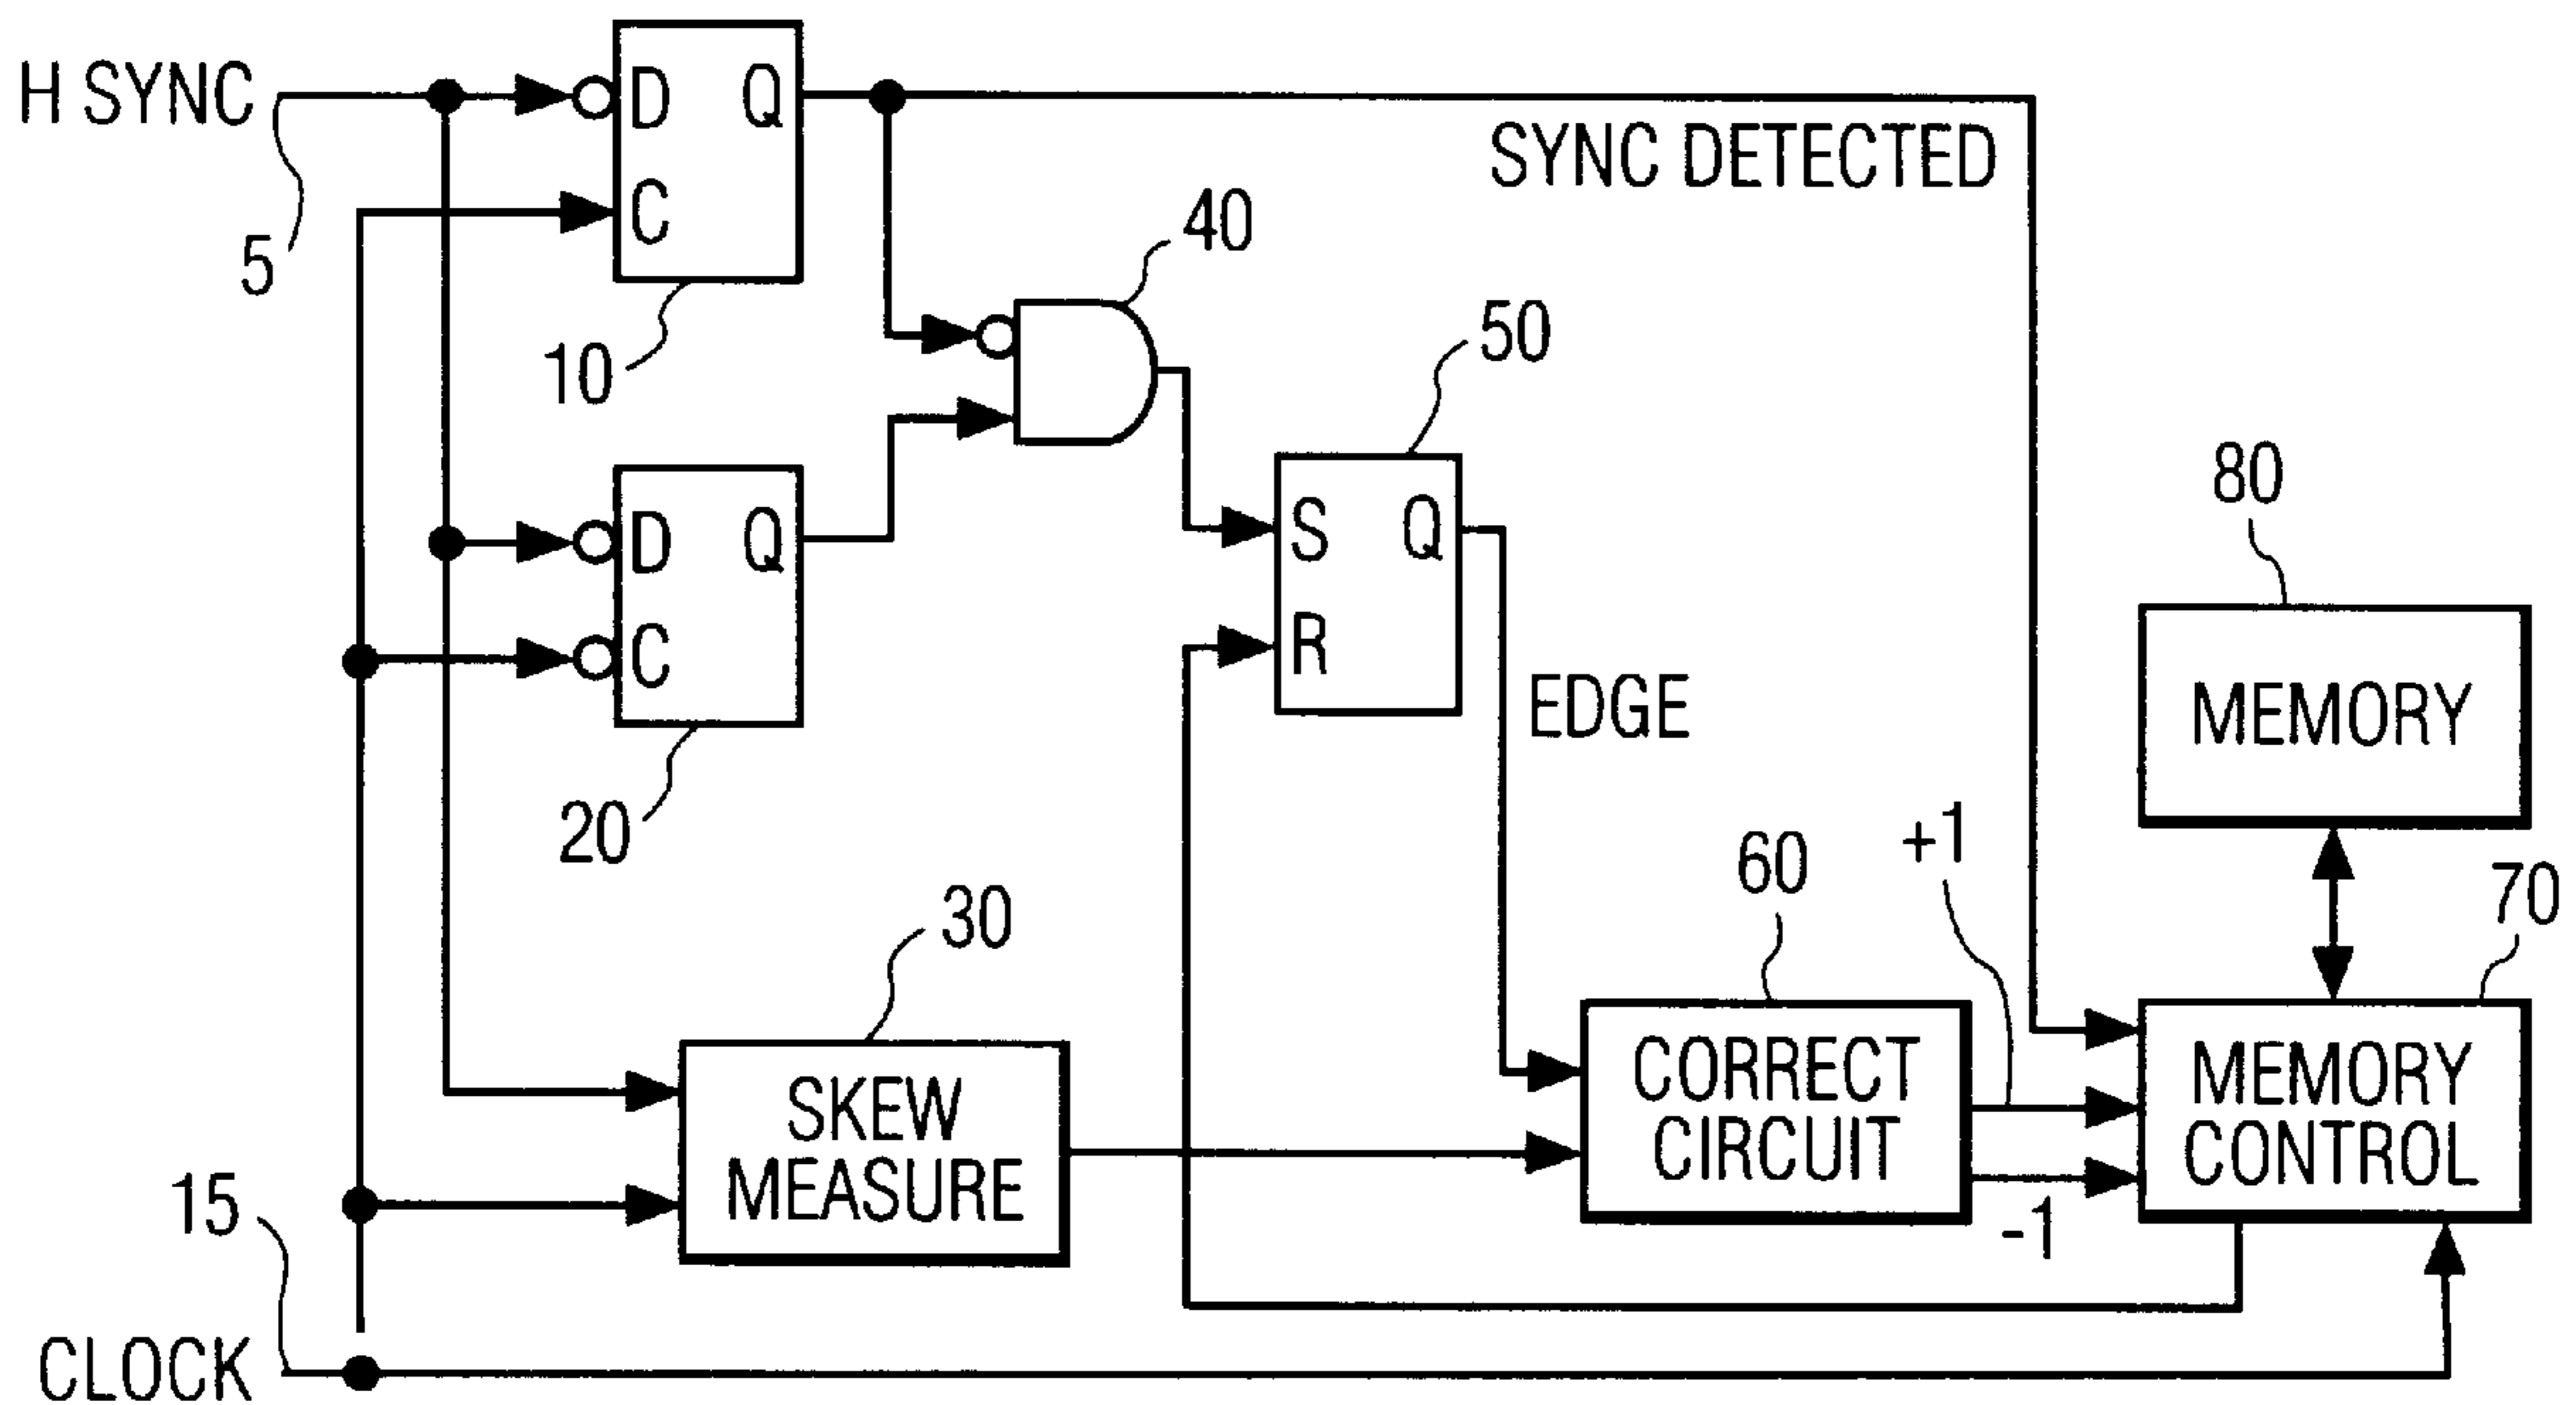 H SYNC
5
D Q
C
10
SYNC DETECTED
40
D Q
C
20
50
S Q
R
EDGE
80
MEMORY
30
SKEW
MEASURE
60
CORRECT
CIRCUIT
+1
-1
70
MEMORY
CONTROL
15
CLOCK